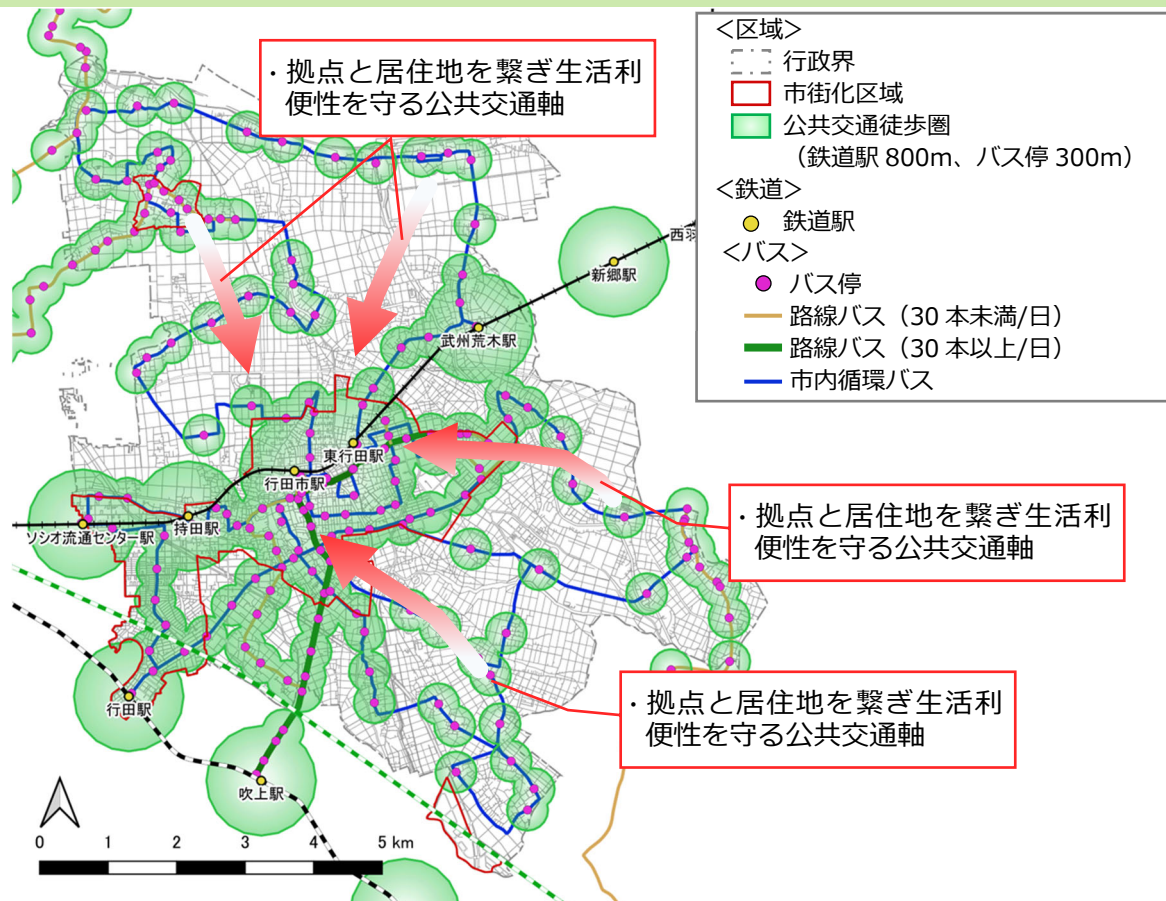 ・拠点と居住地を繋ぎ生活利
便性を守る公共交通軸
<区域>
行政界
市街化区域
公共交通徒歩圏
（鉄道駅 800m、バス停 300m）
<鉄道>
鉄道駅
<バス>
バス停
路線バス（30 本未満/日）
路線バス（30 本以上/日）
市内循環バス
西羽
新郷駅
武州荒木駅
東行田駅
行田市駅
持田駅
ソシオ流通センター駅
・拠点と居住地を繋ぎ生活利
便性を守る公共交通軸
・拠点と居住地を繋ぎ生活利
便性を守る公共交通軸
行田駅
吹上駅
0 1 2 3 4 5 km